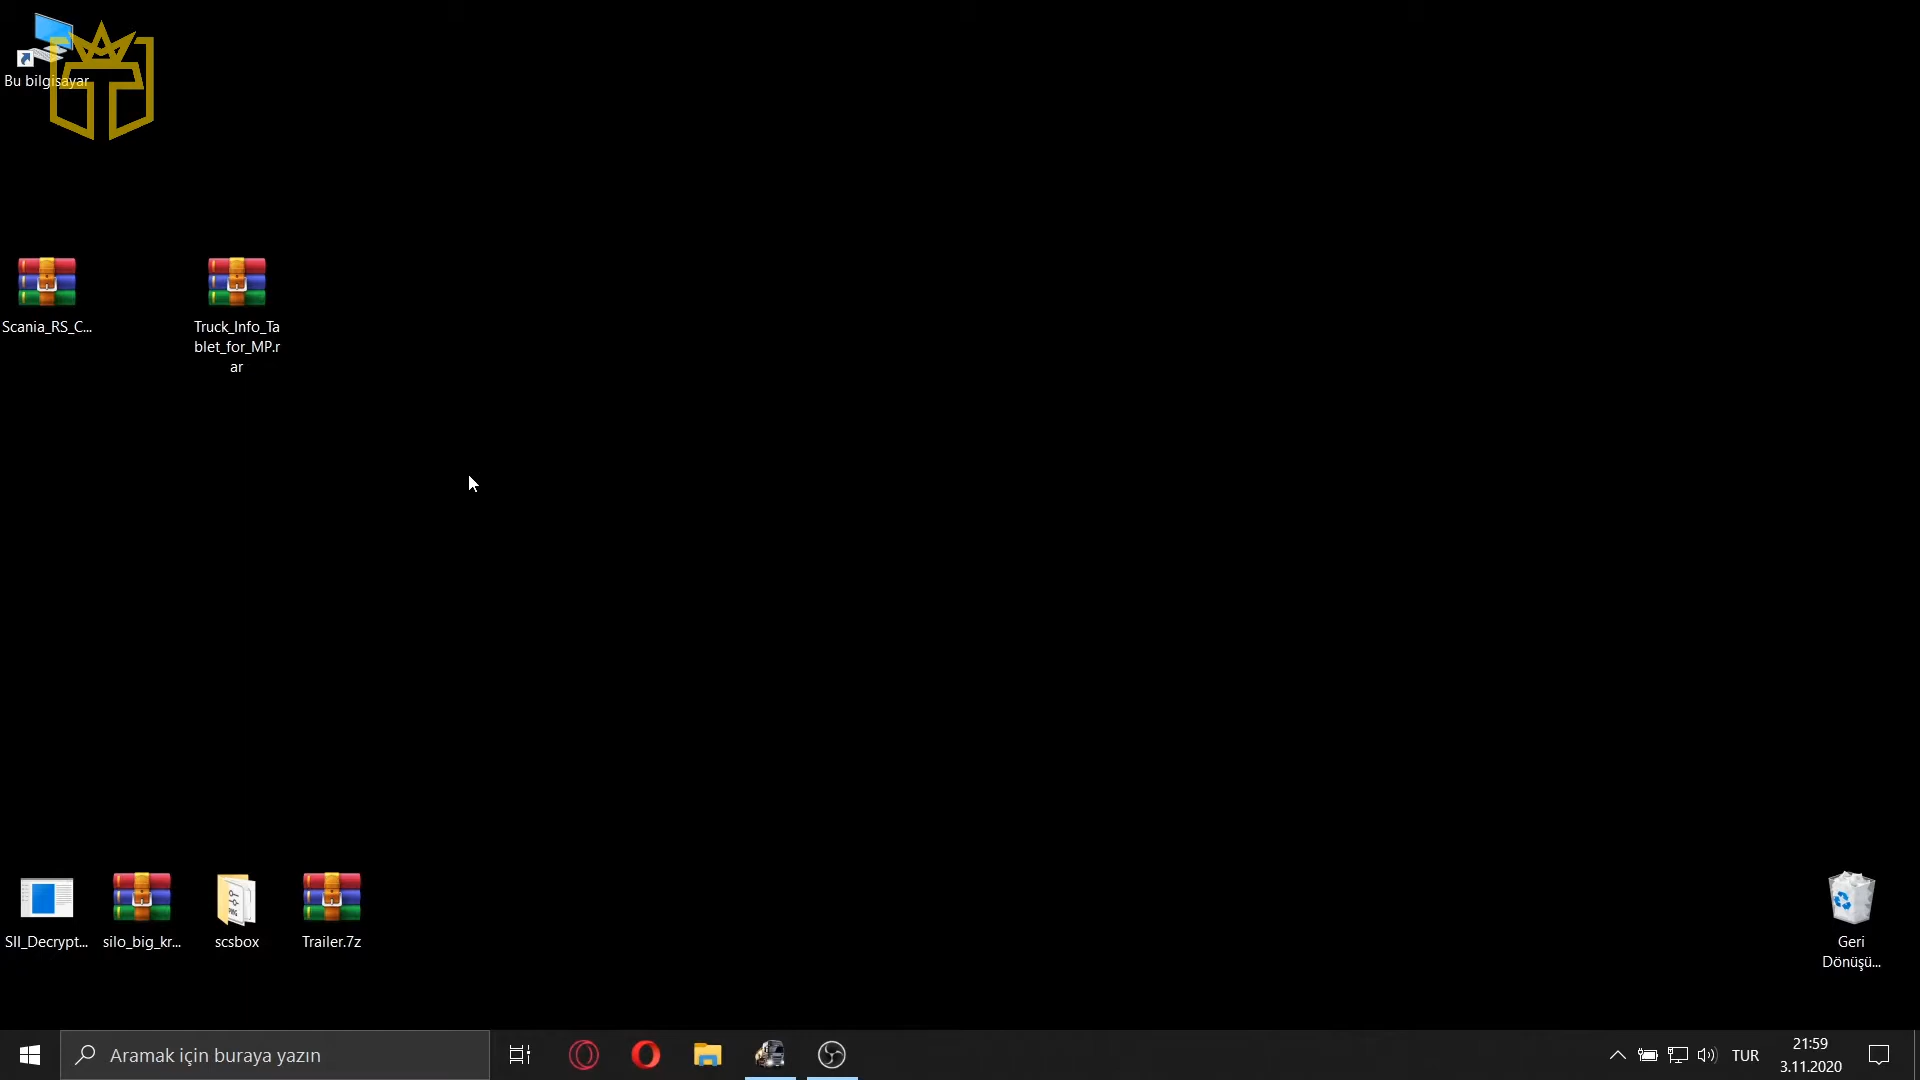 Bu bilgisayar
Scania_RS_C...
Truck_Info_Ta
blet_for_MP.r
ar
SII_Decrypt...
silo_big_kr...
scsbox
Trailer.7z
Geri
Dönüşü...
Aramak için buraya yazın
TUR
21:59
3.11.2020